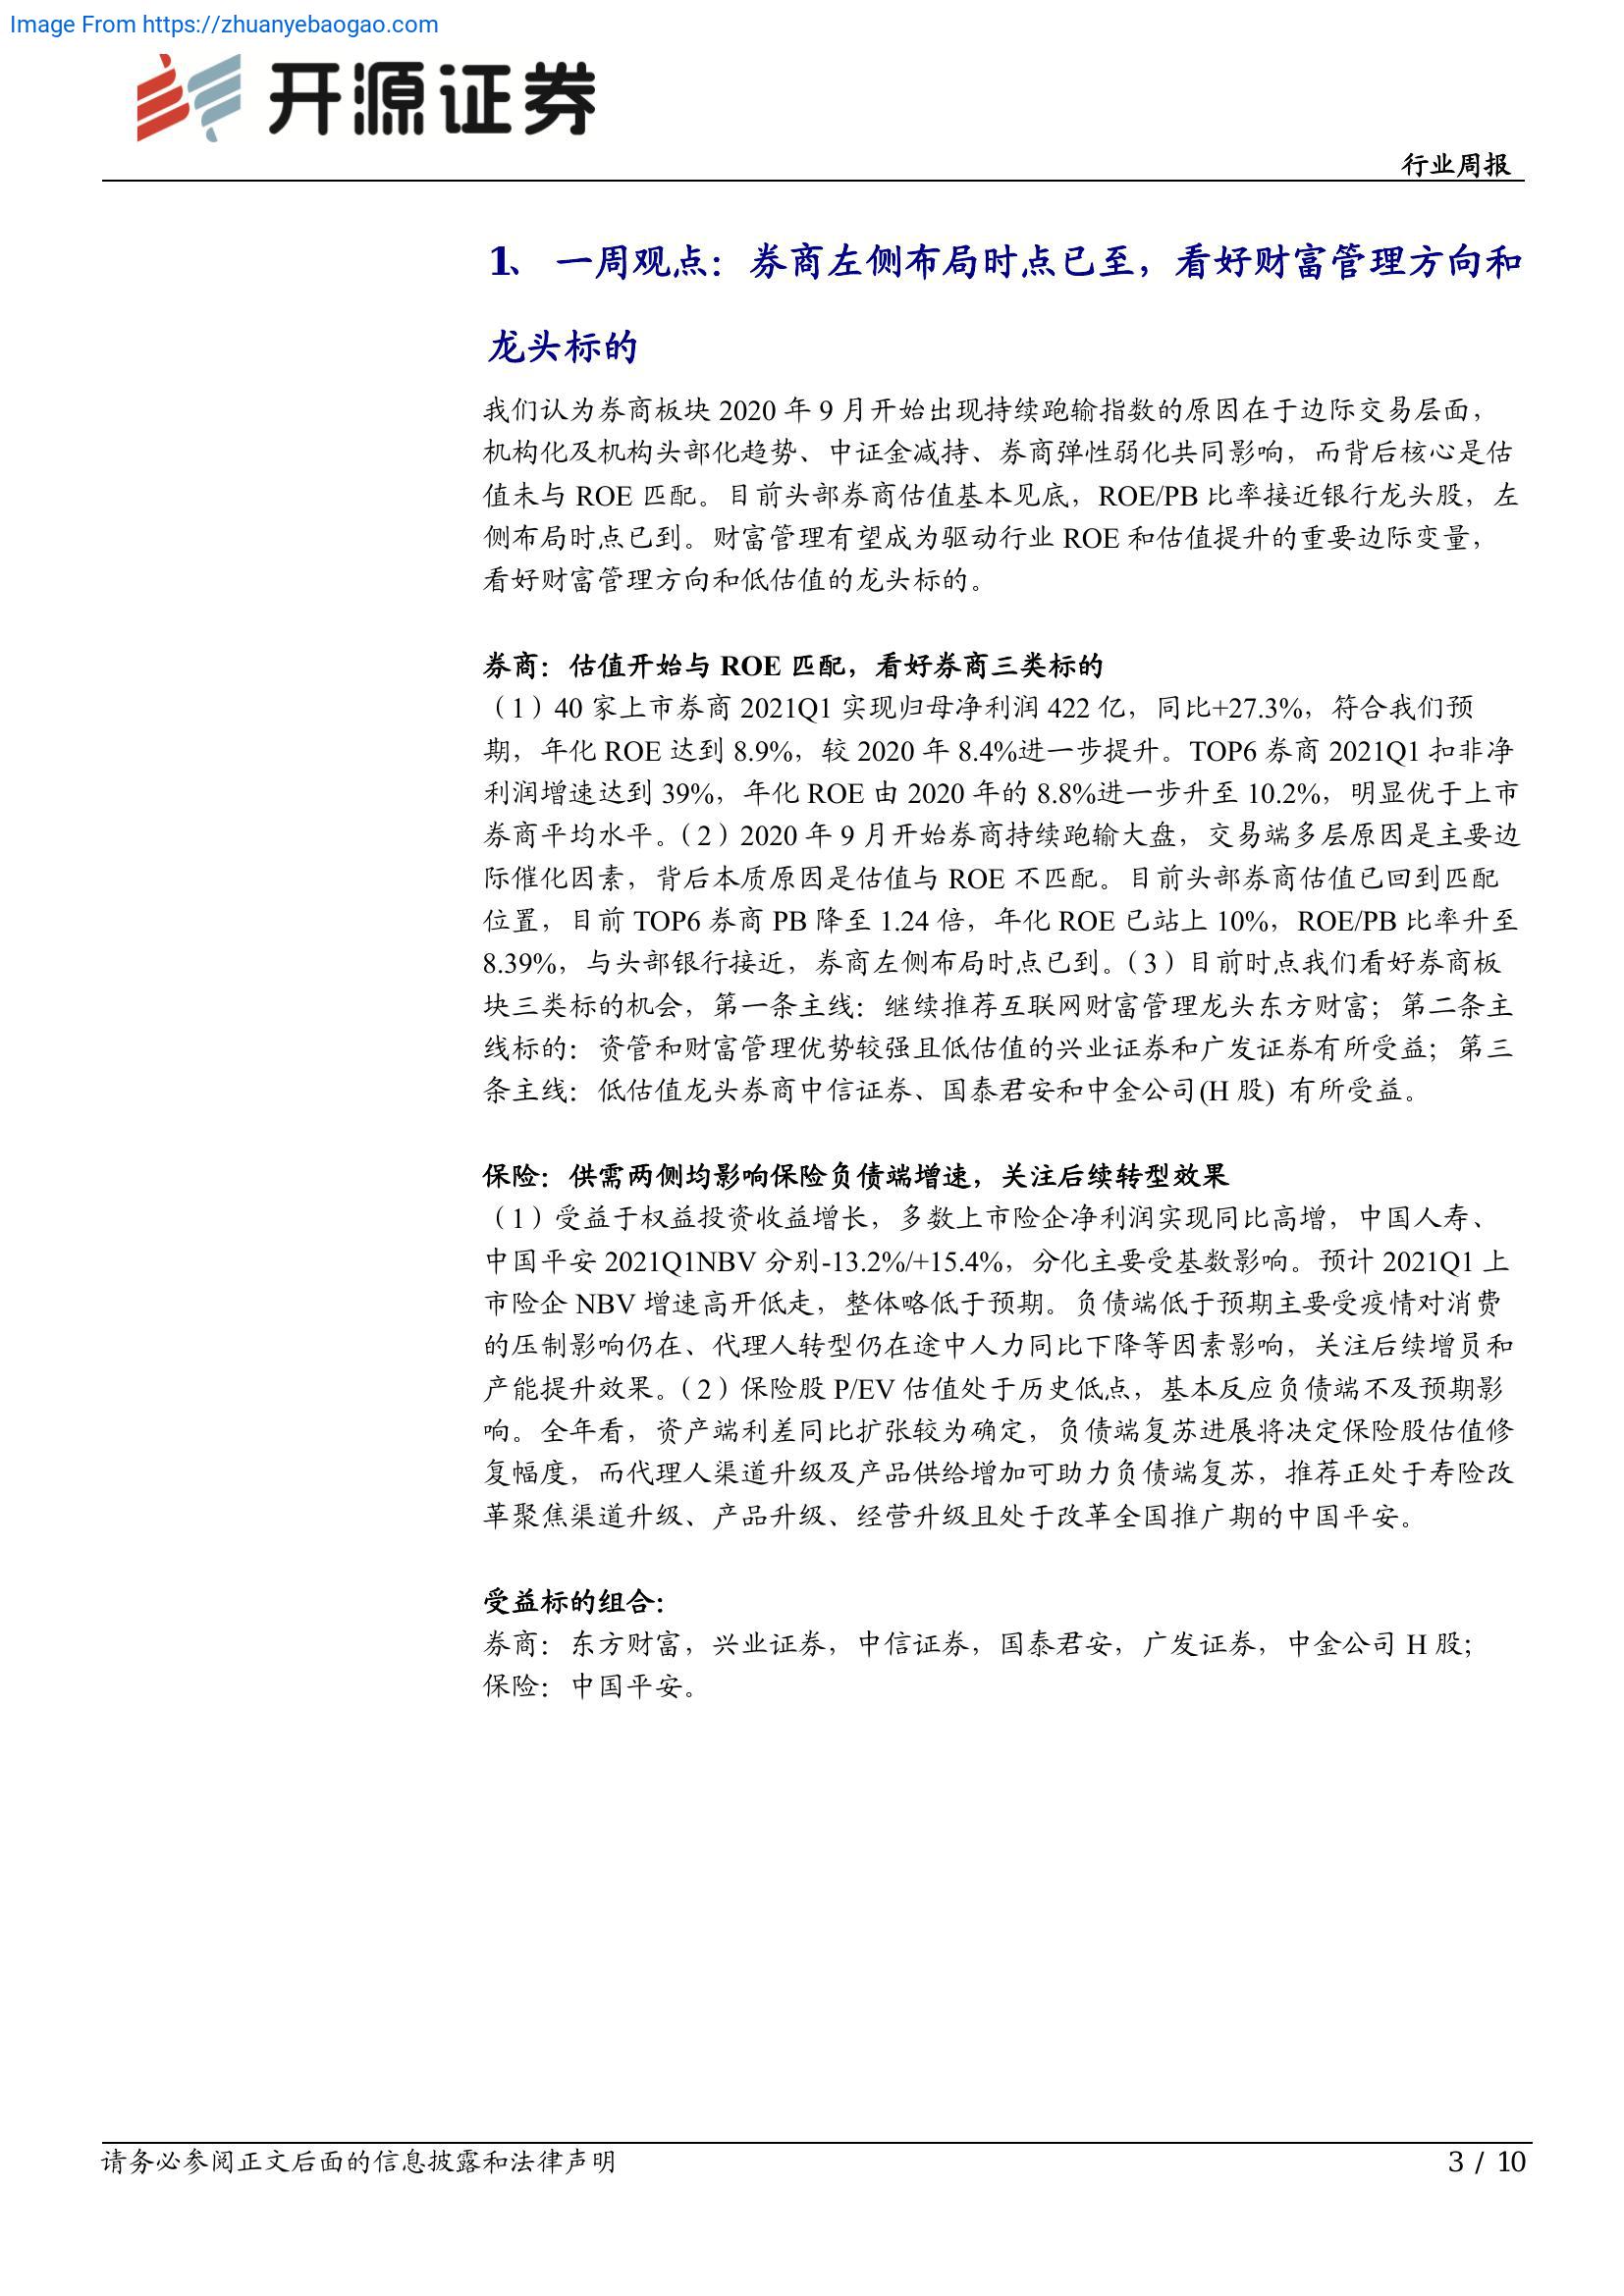 Image From https://zhuanyebaogao.com
开源证券
行业周报
1、 一周观点：券商左侧布局时点已至，看好财富管理方向和
龙头标的
我们认为券商板块 2020 年 9 月开始出现持续跑输指数的原因在于边际交易层面，
机构化及机构头部化趋势、中证金减持、券商弹性弱化共同影响，而背后核心是估
值未与 ROE 匹配。目前头部券商估值基本见底，ROE/PB 比率接近银行龙头股，左
侧布局时点已到。财富管理有望成为驱动行业 ROE 和估值提升的重要边际变量，
看好财富管理方向和低估值的龙头标的。
券商：估值开始与 ROE 匹配，看好券商三类标的
（1）40 家上市券商 2021Q1 实现归母净利润 422 亿，同比+27.3%，符合我们预
期，年化 ROE 达到 8.9%，较 2020 年 8.4%进一步提升。TOP6 券商 2021Q1 扣非净
利润增速达到 39%，年化 ROE 由 2020 年的 8.8%进一步升至 10.2%，明显优于上市
券商平均水平。（2）2020 年 9 月开始券商持续跑输大盘，交易端多层原因是主要边
际催化因素，背后本质原因是估值与 ROE 不匹配。目前头部券商估值已回到匹配
位置，目前 TOP6 券商 PB 降至 1.24 倍，年化 ROE 已站上 10%，ROE/PB 比率升至
8.39%，与头部银行接近，券商左侧布局时点已到。（3）目前时点我们看好券商板
块三类标的机会，第一条主线：继续推荐互联网财富管理龙头东方财富；第二条主
线标的：资管和财富管理优势较强且低估值的兴业证券和广发证券有所受益；第三
条主线：低估值龙头券商中信证券、国泰君安和中金公司(H 股) 有所受益。
保险：供需两侧均影响保险负债端增速，关注后续转型效果
（1）受益于权益投资收益增长，多数上市险企净利润实现同比高增，中国人寿、
中国平安 2021Q1NBV 分别-13.2%/+15.4%，分化主要受基数影响。预计 2021Q1 上
市险企 NBV 增速高开低走，整体略低于预期。负债端低于预期主要受疫情对消费
的压制影响仍在、代理人转型仍在途中人力同比下降等因素影响，关注后续增员和
产能提升效果。（2）保险股 P/EV 估值处于历史低点，基本反应负债端不及预期影
响。全年看，资产端利差同比扩张较为确定，负债端复苏进展将决定保险股估值修
复幅度，而代理人渠道升级及产品供给增加可助力负债端复苏，推荐正处于寿险改
革聚焦渠道升级、产品升级、经营升级且处于改革全国推广期的中国平安。
受益标的组合：
券商：东方财富，兴业证券，中信证券，国泰君安，广发证券，中金公司 H 股；
保险：中国平安。
请务必参阅正文后面的信息披露和法律声明
3 / 10